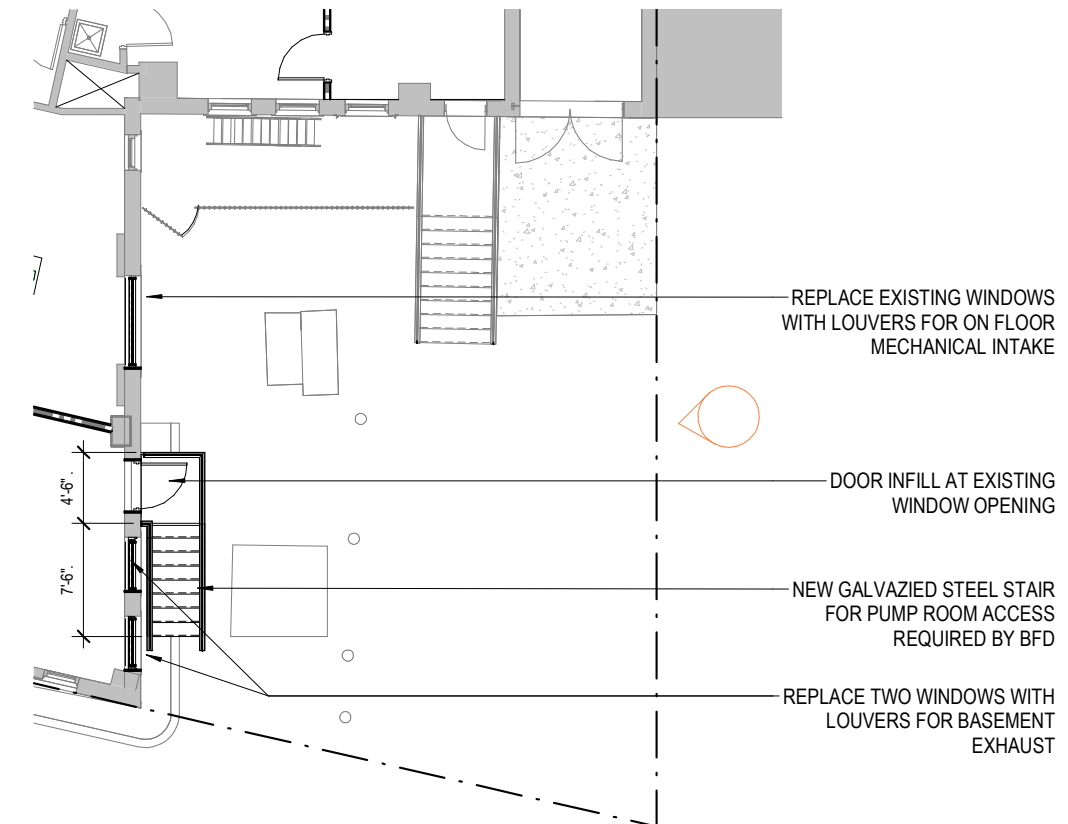 REPLACE EXISTING WINDOWS
WITH LOUVERS FOR ON FLOOR
MECHANICAL INTAKE
4'-6".
DOOR INFILL AT EXISTING
WINDOW OPENING
7'-6".
NEW GALVAZIED STEEL STAIR
FOR PUMP ROOM ACCESS
REQUIRED BY BFD
REPLACE TWO WINDOWS WITH
LOUVERS FOR BASEMENT
EXHAUST